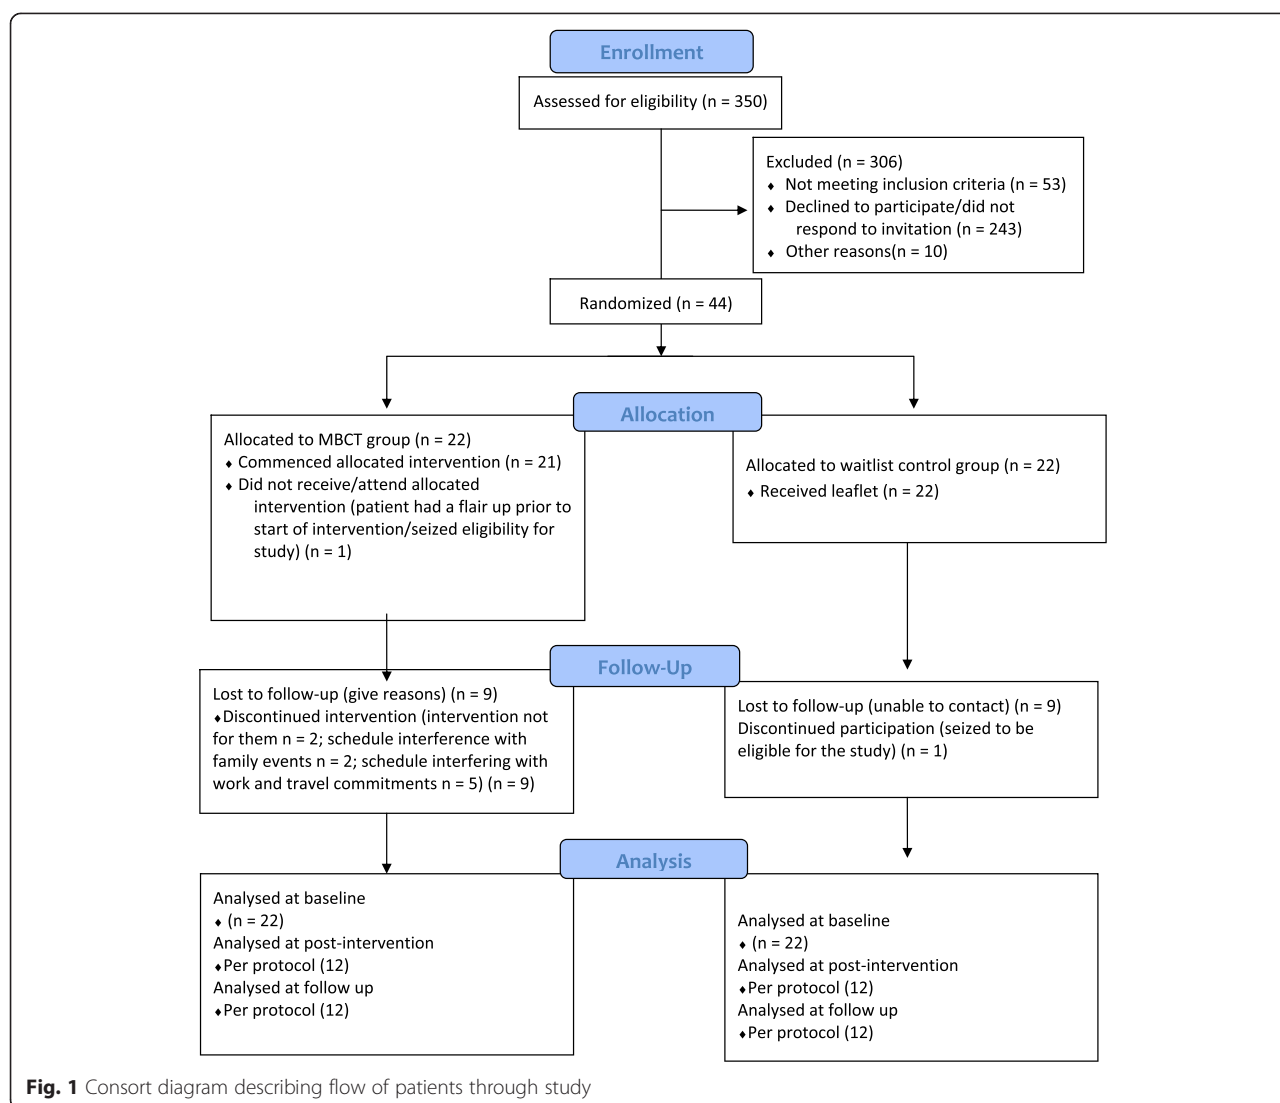 Enrollment
Assessed for eligibility (n = 350)
Excluded (n = 306)
♦ Not meeting inclusion criteria (n = 53)
♦ Declined to participate/did not
respond to invitation (n = 243)
♦ Other reasons(n = 10)
Randomized (n = 44)
Allocation
Allocated to MBCT group (n = 22)
♦ Commenced allocated intervention (n = 21)
♦ Did not receive/attend allocated
intervention (patient had a flair up prior to
start of intervention/seized eligibility for
study) (n = 1)
Allocated to waitlist control group (n = 22)
♦ Received leaflet (n = 22)
Follow-Up
Lost to follow-up (give reasons) (n = 9)
♦Discontinued intervention (intervention not
for them n = 2; schedule interference with
family events n = 2; schedule interfering with
work and travel commitments n = 5) (n = 9)
Lost to follow-up (unable to contact) (n = 9)
Discontinued participation (seized to be
eligible for the study) (n = 1)
Analysis
Analysed at baseline
♦ (n = 22)
Analysed at post-intervention
♦Per protocol (12)
Analysed at follow up
♦Per protocol (12)
Analysed at baseline
♦ (n = 22)
Analysed at post-intervention
♦Per protocol (12)
Analysed at follow up
♦Per protocol (12)
Fig. 1 Consort diagram describing flow of patients through study